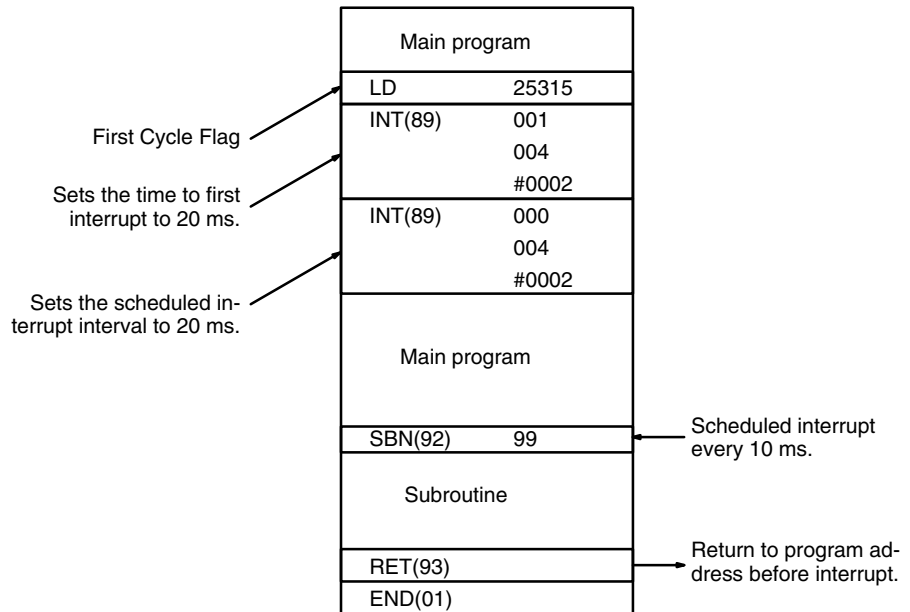 Main program
LD 25315
First Cycle Flag
INT(89) 001
004
#0002
Sets the time to first
interrupt to 20 ms.
INT(89) 000
004
#0002
Sets the scheduled in-
terrupt interval to 20 ms.
Main program
SBN(92) 99
Scheduled interrupt
every 10 ms.
Subroutine
RET(93)
Return to program ad-
dress before interrupt.
END(01)